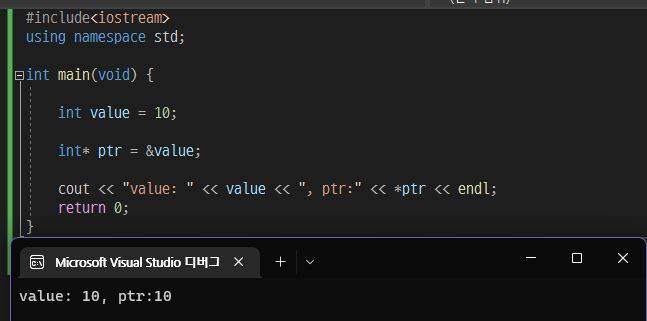 #include<iostream>
using namespace std;
int main(void) {
int value = 10;
int* ptr = &value;
cout << "value: " << value << ", ptr:" << *ptr << endl;
return 0;
}
Microsoft Visual Studio 디버그
value: 10, ptr:10